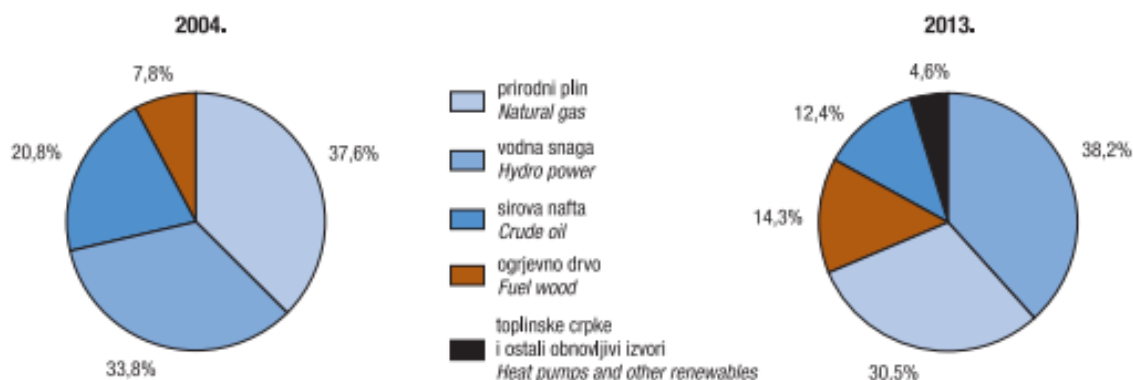 2004.
7,8%
20,8%
37,6%
33,8%
prirodni plin
Natural gas
vodna snaga
Hydro power
sirova nafta
Crude oil
ogrjevno drvo
Fuel wood
toplinske crpke
i ostali obnovljivi izvori
Heat pumps and other renewables
2013.
4,6%
12,4%
38,2%
14,3%
30,5%